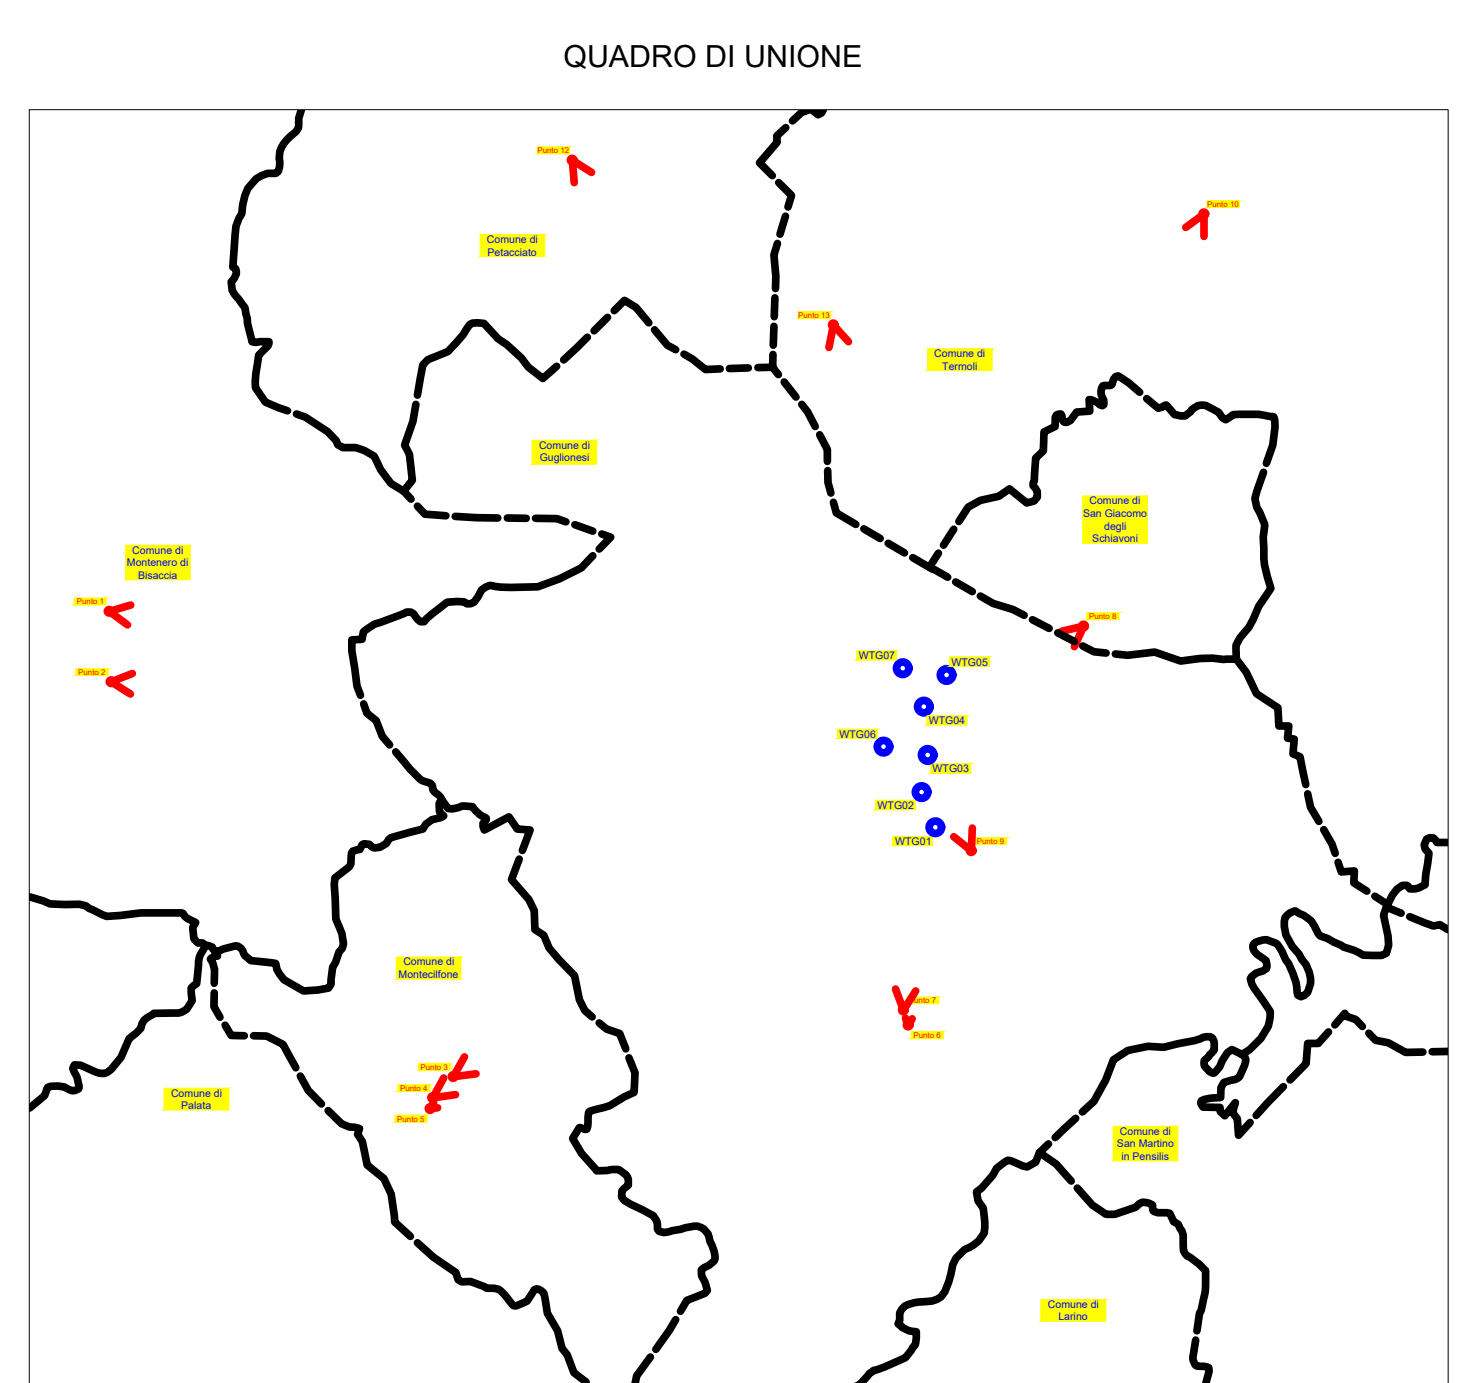 QUADRO DI UNIONE
Punto 12
Punto 10
Comune di
Petacciato
Punto 13
Comune di
Termoli
Comune di
Guglionesi
Comune di
San Giacomo
degli
Schiavoni
Comune di
Montenero di
Bisaccia
Punto 1
Punto 8
WTG07
WTG05
Punto 2
WTG04
WTG06
WTG03
WTG02
WTG01
Punto 9
Comune di
Montecilfone
Punto 7
Punto 6
Punto 3
Punto 4
Punto 5
Comune di
Palata
Comune di
San Martino
in Pensilis
Comune di
Larino